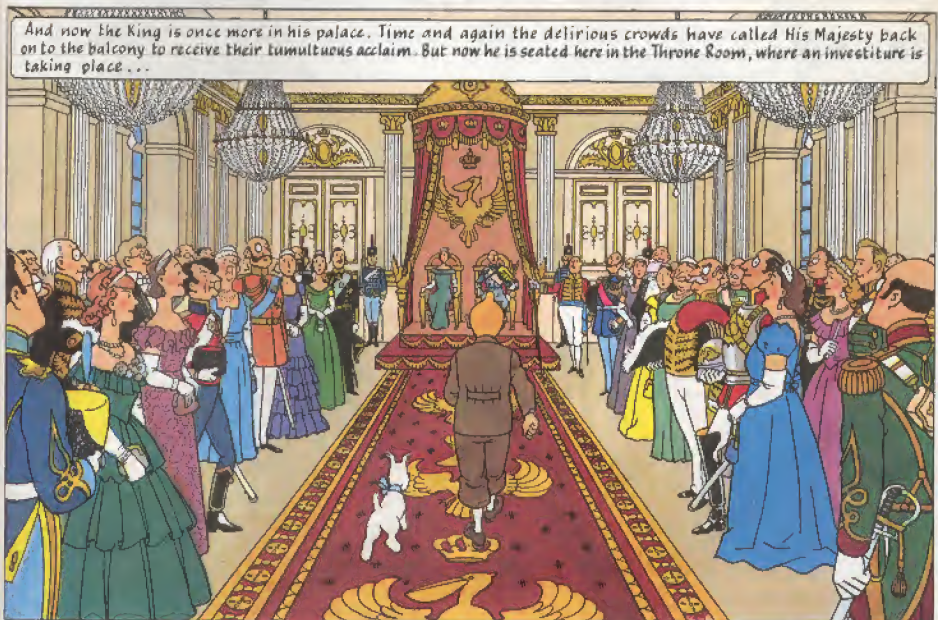 And now the King is once more in his palace. Time and again the delirious crowds have called His Majesty back
on to the balcony to receive their tumultuous acclaim. But now he is seated here in the Throne Room, where an investiture is
taking place...